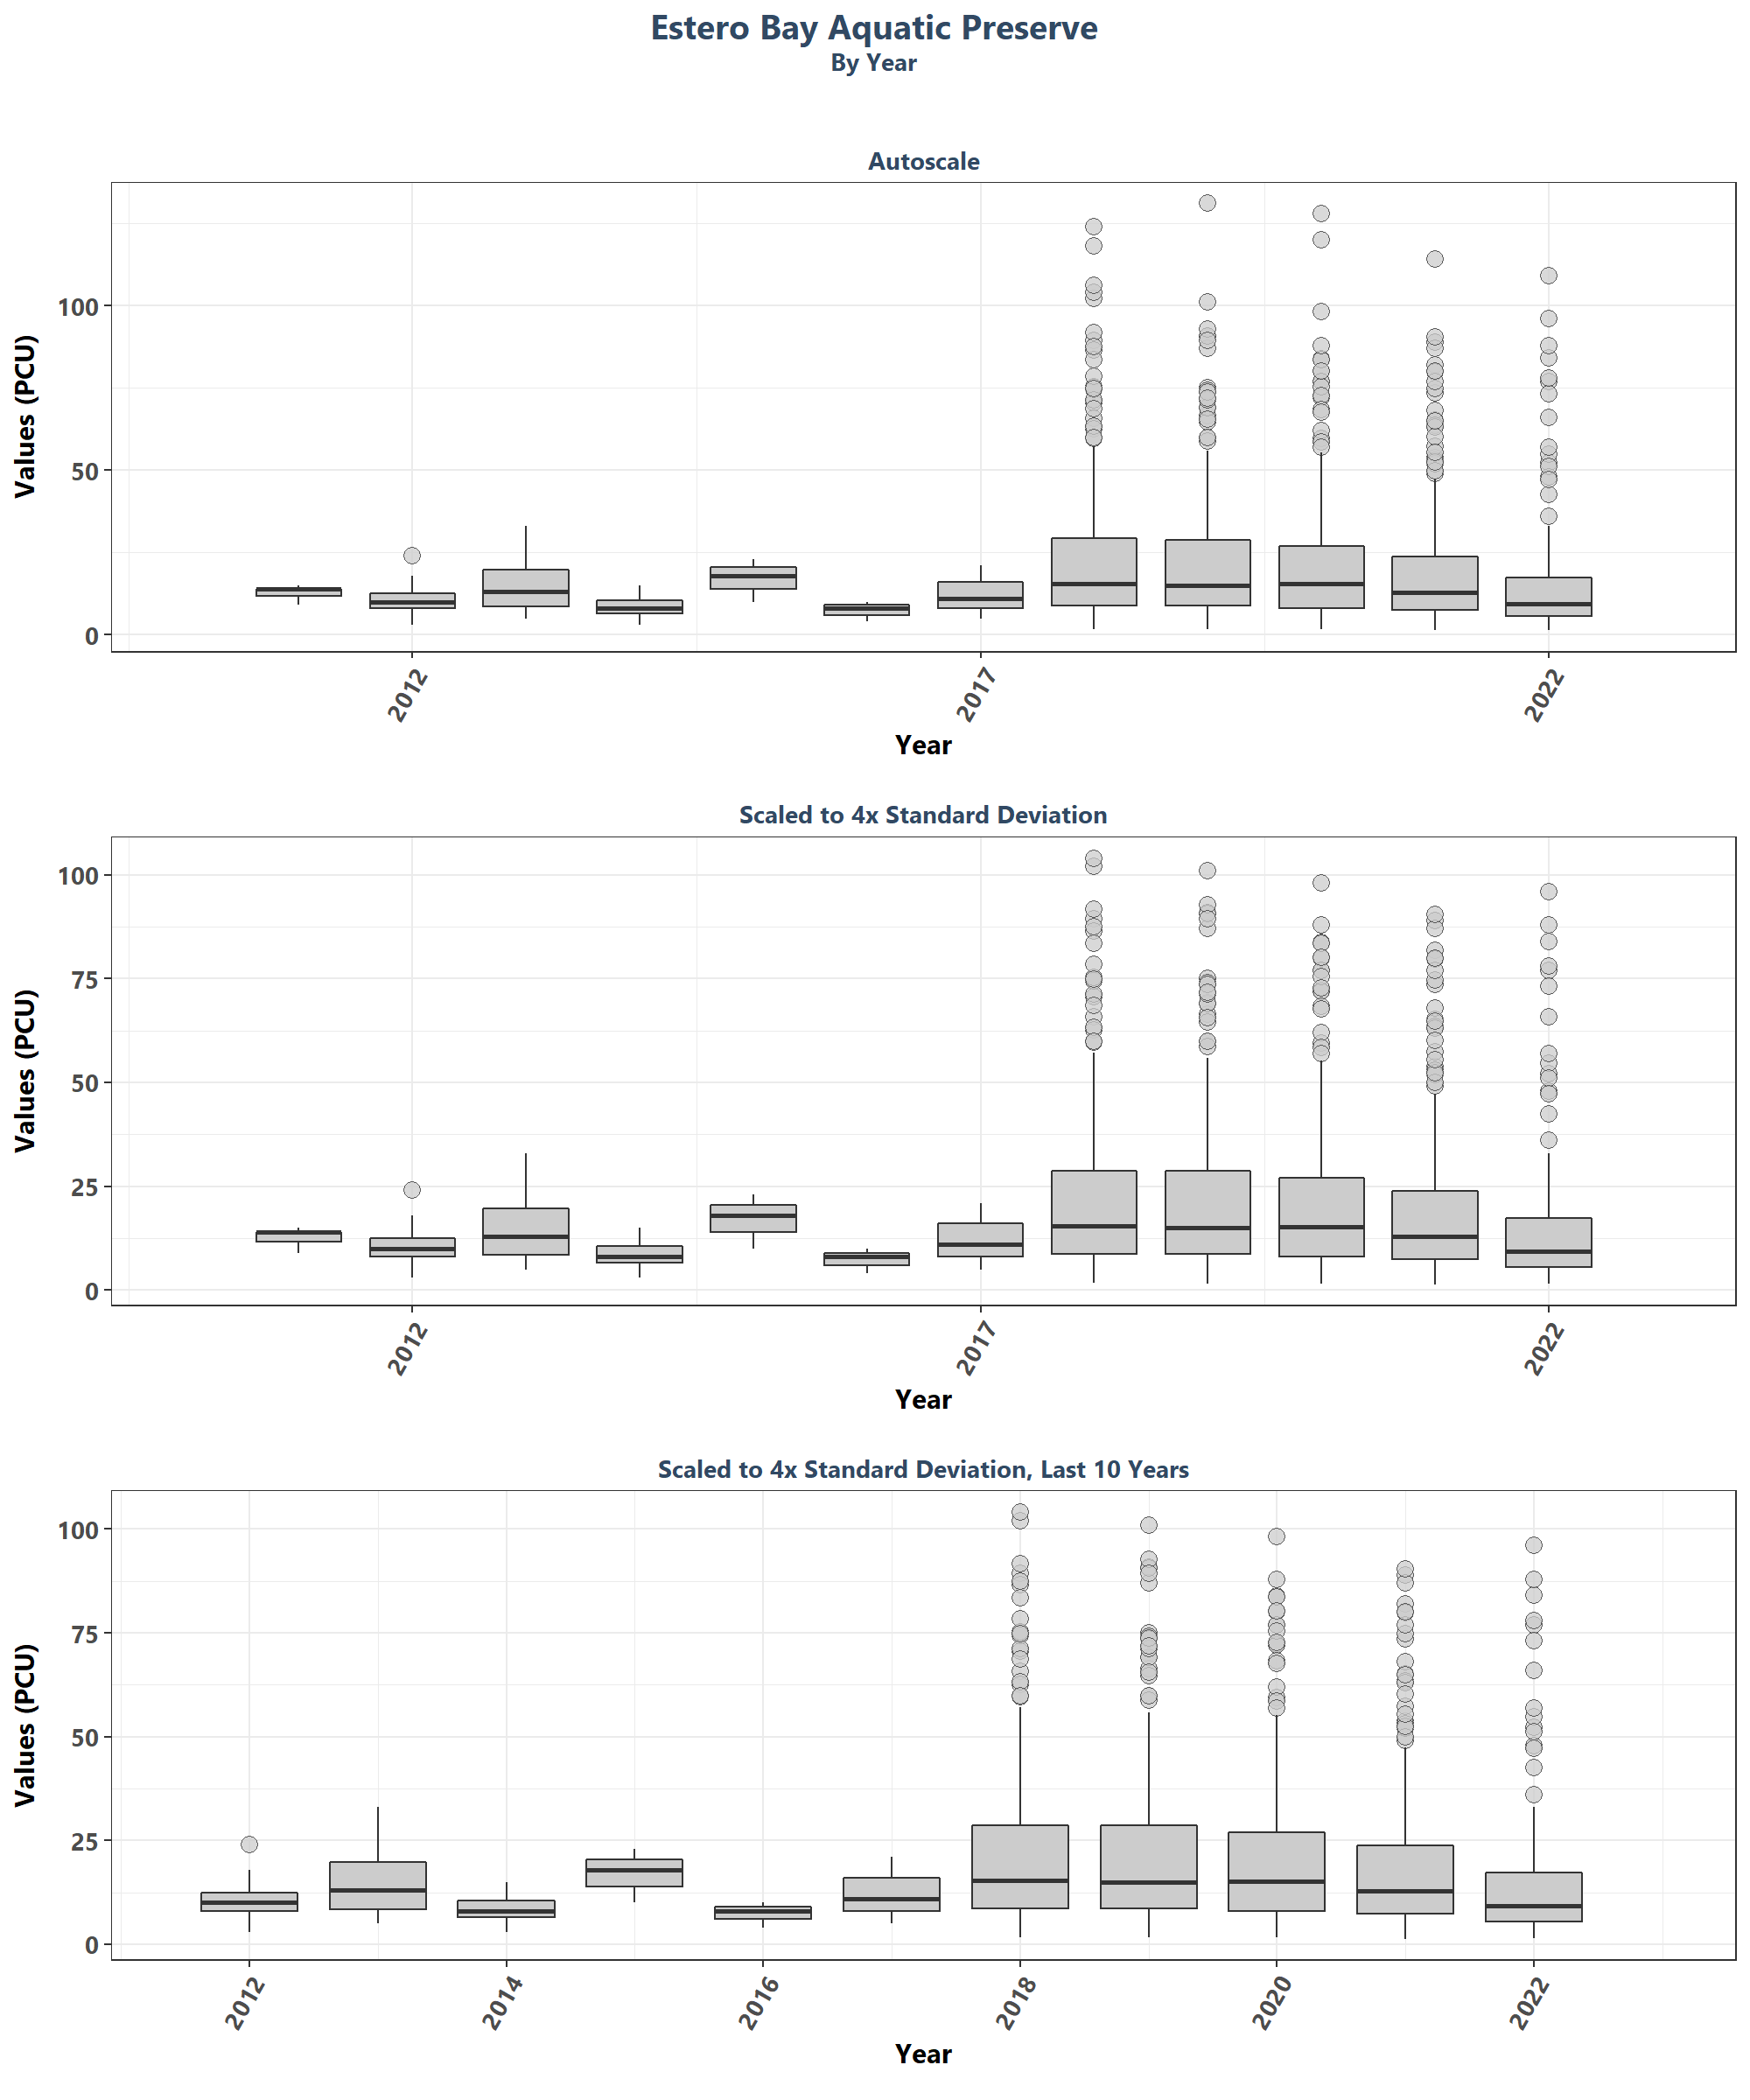 Estero Bay Aquatic Preserve
By Year
Autoscale
Values (PCU)
100
50
0
2012
2017
2022
Year
Scaled to 4x Standard Deviation
Values (PCU)
100
75
50
25
0
2012
2017
2022
Year
Scaled to 4x Standard Deviation, Last 10 Years
Values (PCU)
100
75
50
25
0
2012
2014
2016
2018
2020
2022
Year